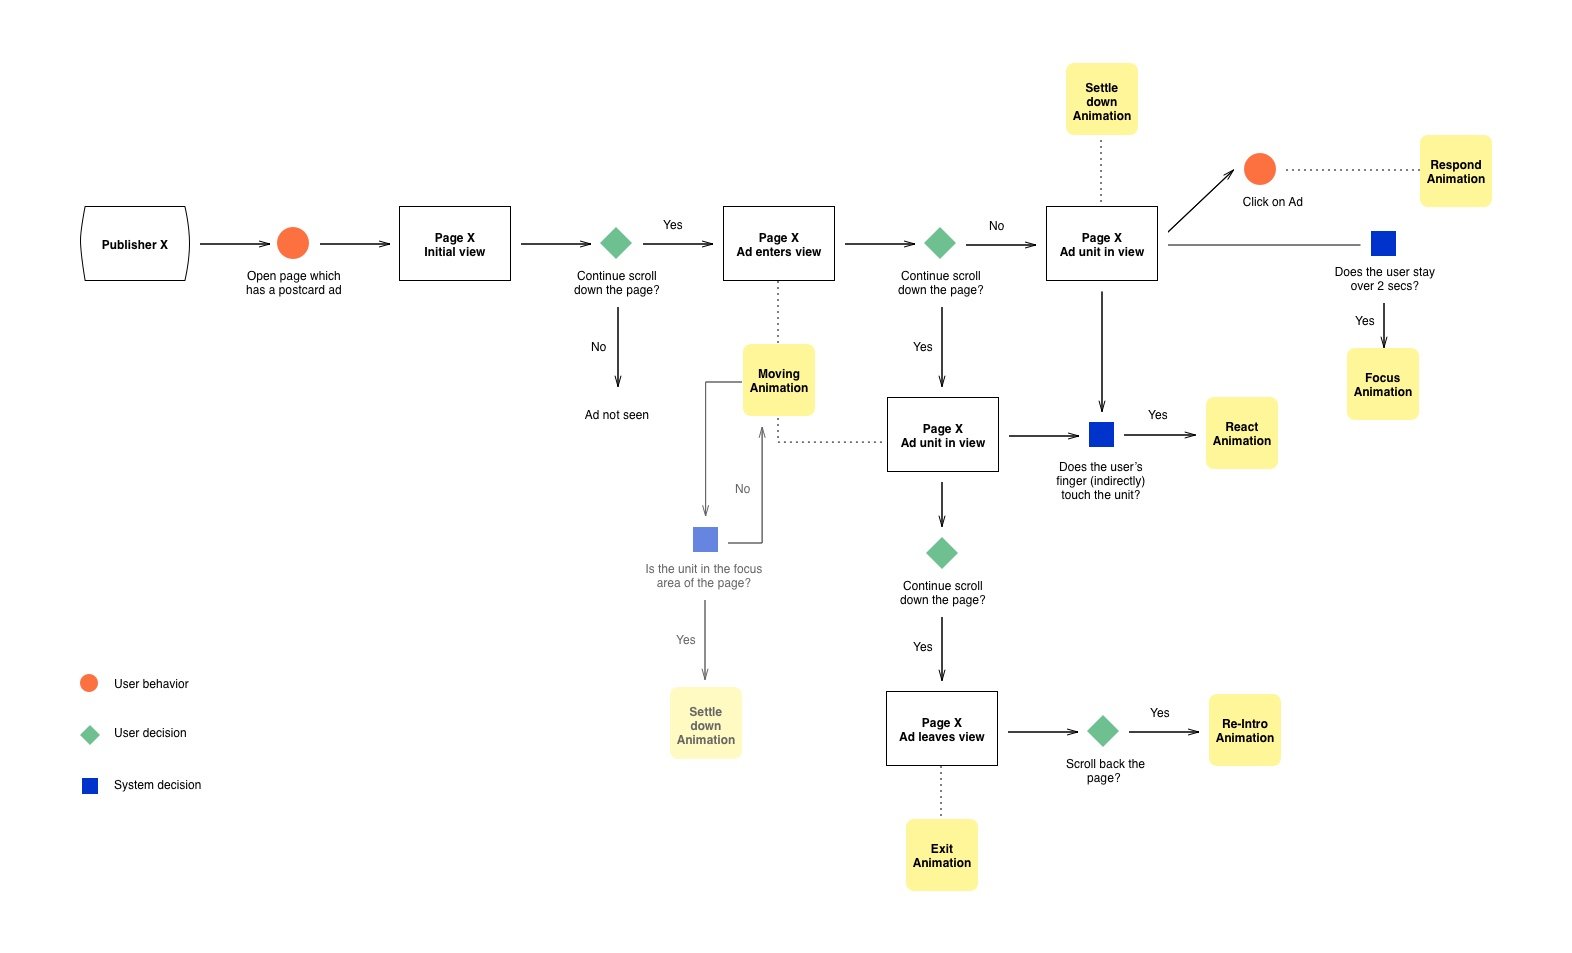 Settle
down
Animation
Respond
Animation
Click on Ad
Publisher X
Open page which
has a postcard ad
Page X
Initial view
Continue scroll
down the page?
Yes
No
Ad not seen
Page X
Ad enters view
Continue scroll
down the page?
No
Yes
Page X
Ad unit in view
Does the user stay
over 2 secs?
Yes
Focus
Animation
Moving
Animation
No
Is the unit in the focus
area of the page?
Yes
Settle
down
Animation
Page X
Ad unit in view
Does the user’s
finger (indirectly)
touch the unit?
Yes
React
Animation
Continue scroll
down the page?
Yes
Page X
Ad leaves view
Scroll back the
page?
Yes
Re-Intro
Animation
Exit
Animation
User behavior
User decision
System decision